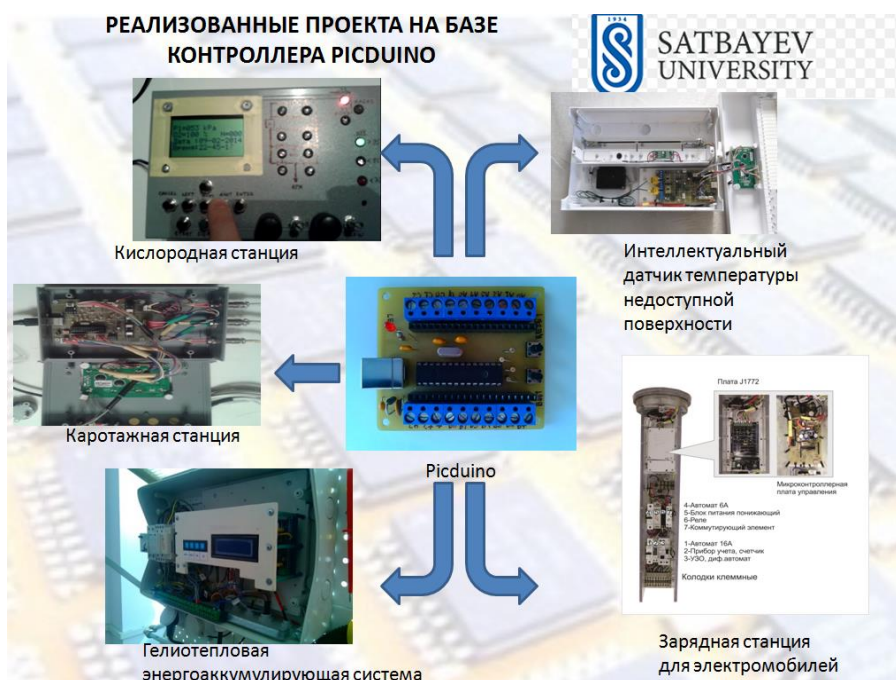 РЕАЛИЗОВАННЫЕ ПРОЕКТА НА БАЗЕ
КОНТРОЛЛЕРА PICDUINO
1934
SATBAYEV
UNIVERSITY
Кислородная станция
Интеллектуальный
датчик температуры
недоступной
поверхности
Каротажная станция
Picduino
Плата J1772
Микроконтроллерная
плата управления
4-Автомат 6А
5-Блок питания понижающий
6-Реле
7-Коммутирующий элемент
1-Автомат 16А
2-Прибор учета, счетчик
3-УЗО, диф.автомат
Колодки клеммные
Гелиотепловая
энергоаккумулирующая система
Зарядная станция
для электромобилей